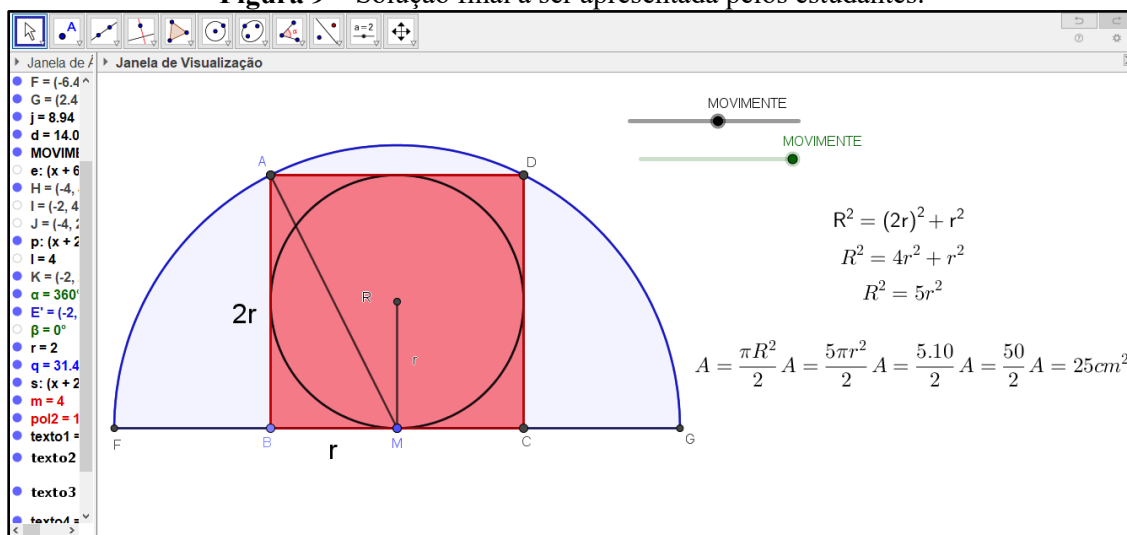 Figura 9 – Solução final a ser apresentada pelos estudantes.
a=2
Janela de Á
Janela de Visualização
F = (-6.4
G = (2.4
j = 8.94
d = 14.0
MOVIME
e: (x + 6
H = (-4,
I = (-2, 4
J = (-4, 2
p: (x + 2
l = 4
K = (-2,
α = 360°
E' = (-2,
β = 0°
r = 2
q = 31.4
s: (x + 2
m = 4
pol2 = 1
texto1 =
texto2
texto3
texto4 =
MOVIMENTE
MOVIMENTE
A
D
R
2r
r
F
B
M
C
G
r
R² = (2r)² + r²
R² = 4r² + r²
R² = 5r²
A = πR²/2 A = 5πr²/2 A = 5.10/2 A = 50/2 A = 25cm²